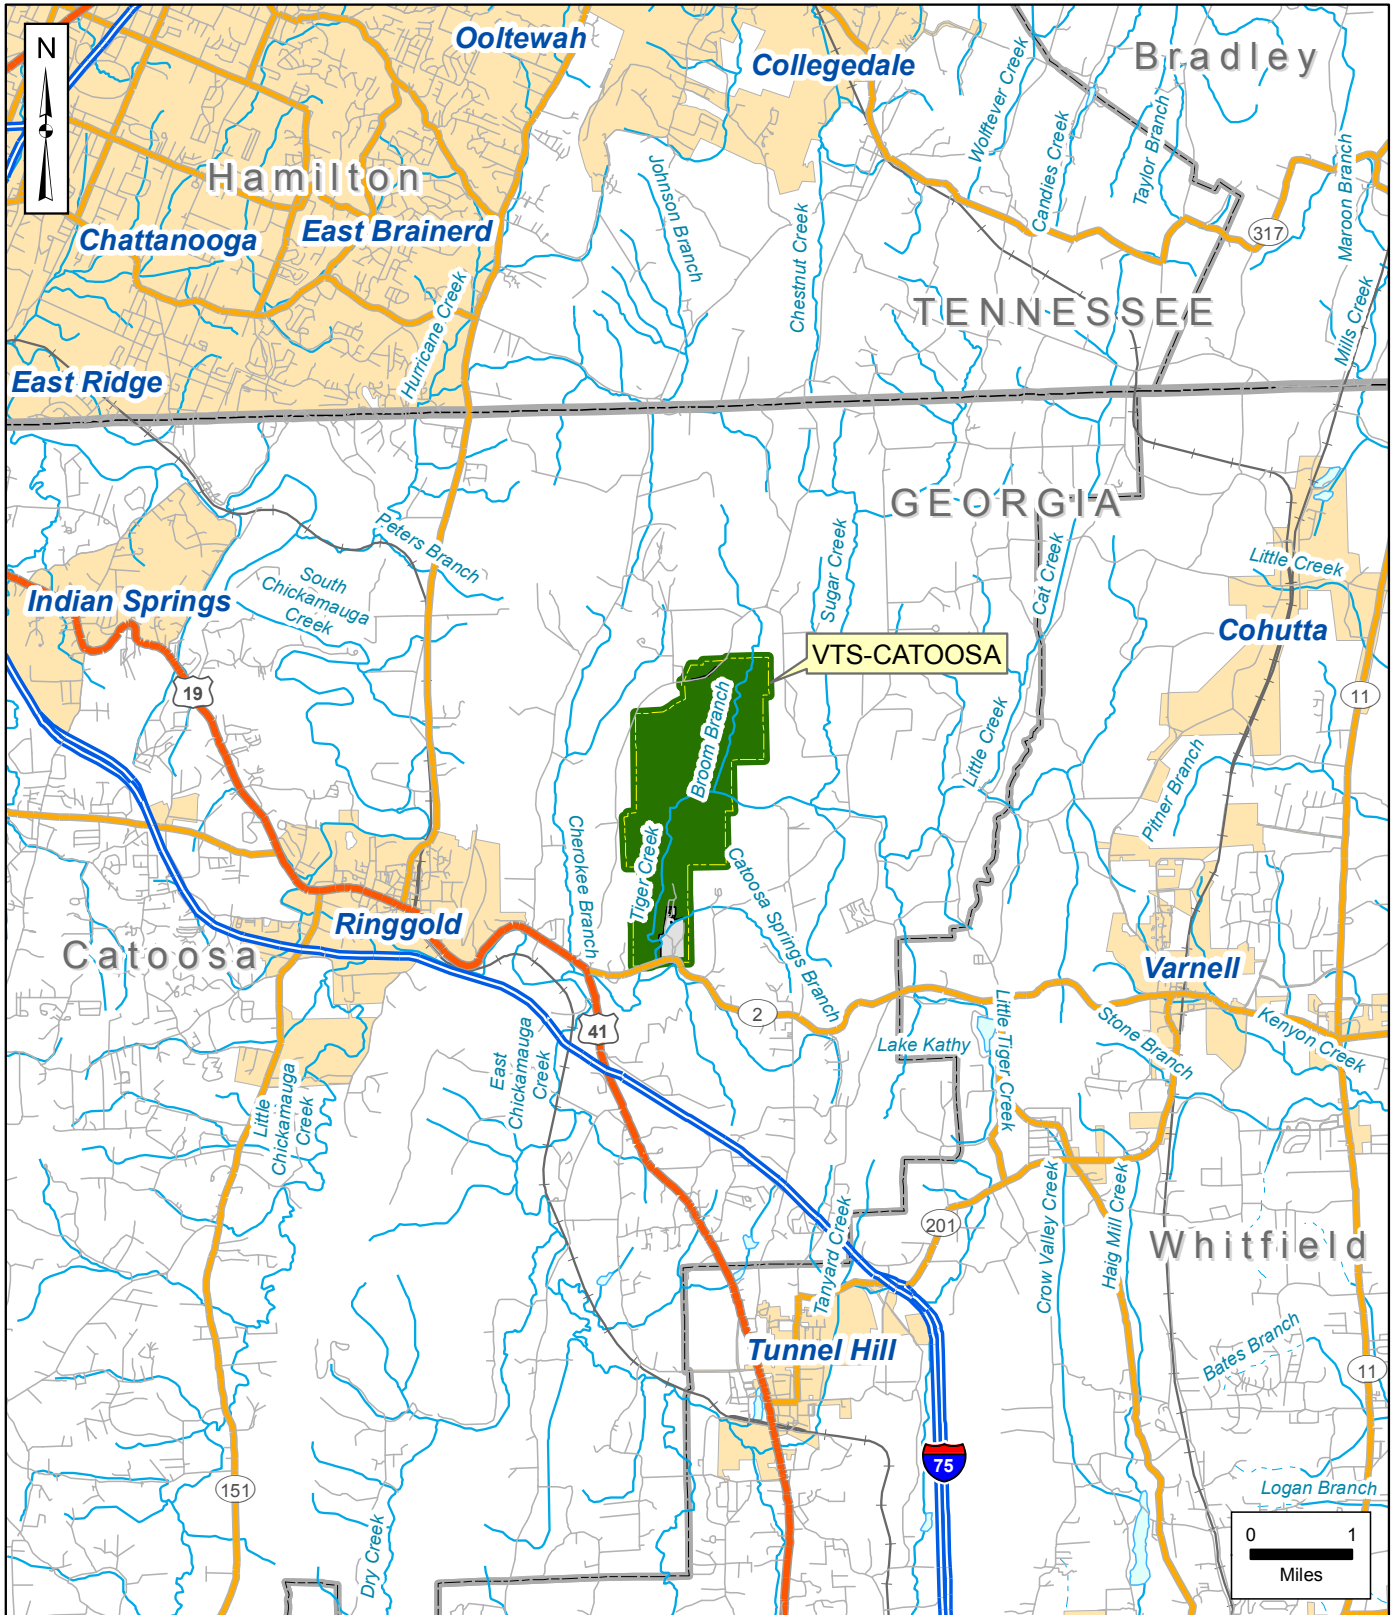 N
Ooltewah
Collegedale
Bradley
Wolftever Creek
Candies Creek
Taylor Branch
Maroon Branch
Johnson Branch
Hamilton
Chattanooga
East Brainerd
317
Chestnut Creek
Hurricane Creek
TENNESSEE
Mills Creek
East Ridge
GEORGIA
Peters Branch
South
Chickamauga
Creek
Sugar Creek
Cat Creek
Little Creek
Indian Springs
Cohutta
VTS-CATOOSA
19
11
Broom Branch
Little Creek
Pitner Branch
Cherokee Branch
Tiger Creek
Catoosa Springs Branch
Ringgold
Catoosa
Varnell
2
41
Little Tiger Creek
Stone Branch
Kenyon Creek
Lake Kathy
East
Chickamauga
Creek
Little
Chickamauga
Creek
Tanyard Creek
201
Crow Valley Creek
Haig Mill Creek
Whitfield
Tunnel Hill
Bates Branch
11
75
151
Logan Branch
Dry Creek
0 1
Miles